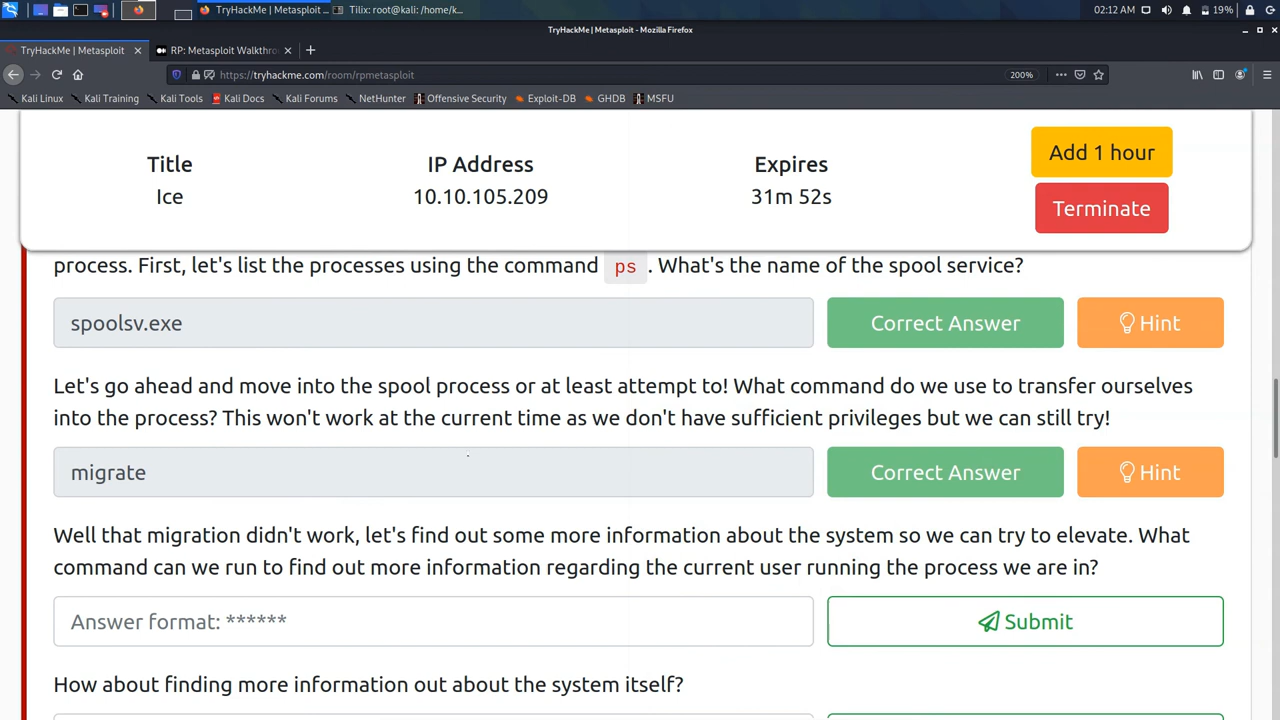 TryHackMe | Metasploit ...
Tilix: root@kali: /home/k...
02:12 AM
19%
TryHackMe | Metasploit - Mozilla Firefox
TryHackMe | Metasploit
RP: Metasploit Walkthro
https://tryhackme.com/room/rpmetasploit
200%
Kali Linux
Kali Training
Kali Tools
Kali Docs
Kali Forums
NetHunter
Offensive Security
Exploit-DB
GHDB
MSFU
Title
IP Address
Expires
Add 1 hour
Ice
10.10.105.209
31m 52s
Terminate
process. First, let's list the processes using the command ps . What's the name of the spool service?
spoolsv.exe
Correct Answer
Hint
Let's go ahead and move into the spool process or at least attempt to! What command do we use to transfer ourselves
into the process? This won't work at the current time as we don't have sufficient privileges but we can still try!
migrate
Correct Answer
Hint
Well that migration didn't work, let's find out some more information about the system so we can try to elevate. What
command can we run to find out more information regarding the current user running the process we are in?
Answer format: ******
Submit
How about finding more information out about the system itself?